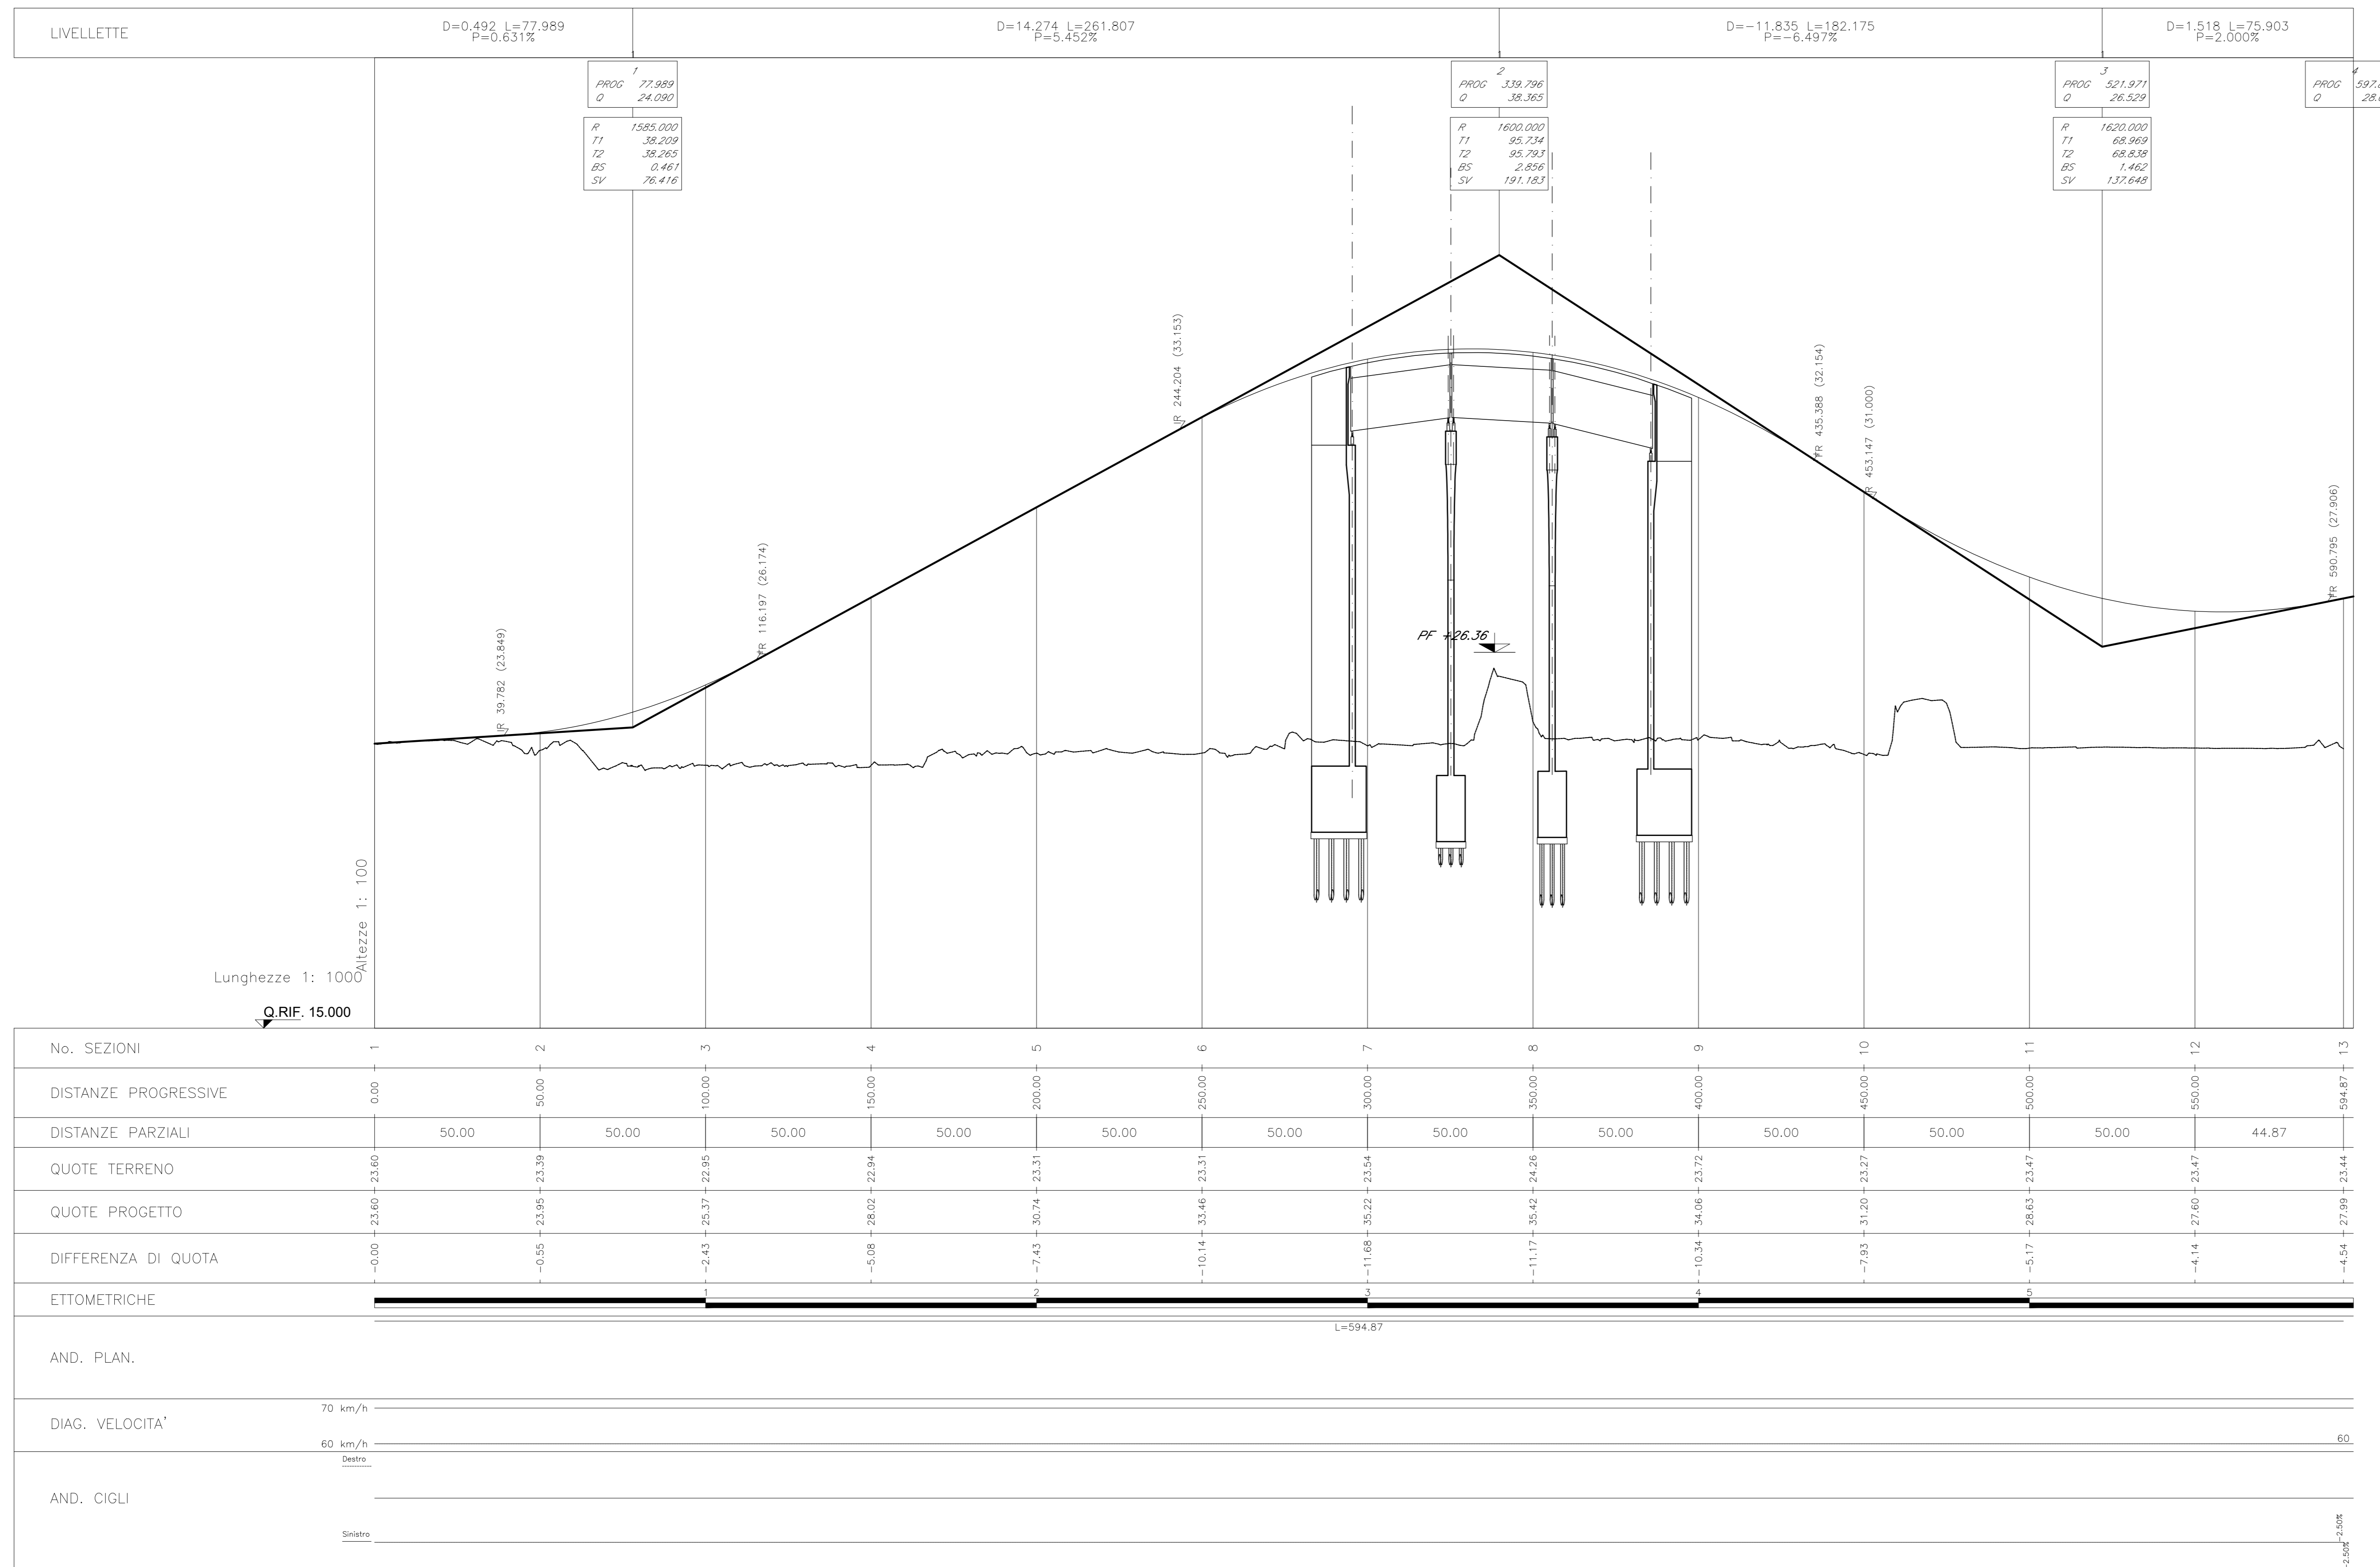 LIVELLETTE
D=0.492 L=77.989
P=0.631%
D=14.274 L=261.807
P=5.452%
D=−11.835 L=182.175
P=−6.497%
D=1.518 L=75.903
P=2.000%
1
1
1
1
PROG 77.989
Q 24.090
R 1585.000
T1 38.209
T2 38.265
BS 0.461
SV 76.416
2
PROG 339.796
Q 38.365
R 1600.000
T1 95.734
T2 95.793
BS 2.856
SV 191.183
3
PROG 521.971
Q 26.529
R 1620.000
T1 68.969
T2 68.838
BS 1.462
SV 137.648
4
PROG
Q
IR 39.782 (23.849)
FR 116.197 (26.174)
IR 244.204 (33.153)
FR 435.388 (32.154)
IR 453.147 (31.000)
FR 590.795 (27.906)
PF +26.36
Altezze 1: 100
Lunghezze 1: 1000
Q.RIF. 15.000
No. SEZIONI 1 2 3 4 5 6 7 8 9 10 11 12 13
DISTANZE PROGRESSIVE 0.00 50.00 100.00 150.00 200.00 250.00 300.00 350.00 400.00 450.00 500.00 550.00 594.87
DISTANZE PARZIALI 50.00 50.00 50.00 50.00 50.00 50.00 50.00 50.00 50.00 50.00 50.00 44.87
QUOTE TERRENO 23.60 23.39 22.95 22.94 23.31 23.31 23.54 24.26 23.72 23.27 23.47 23.47 23.44
QUOTE PROGETTO 23.60 23.95 25.37 28.02 30.74 33.46 35.22 35.42 34.06 31.20 28.63 27.60 27.99
DIFFERENZA DI QUOTA −0.00 −0.55 −2.43 −5.08 −7.43 −10.14 −11.68 −11.17 −10.34 −7.93 −5.17 −4.14 −4.54
ETTOMETRICHE 1 2 3 4 5
L=594.87
AND. PLAN.
70 km/h
DIAG. VELOCITA'
60 km/h 60
Destro
AND. CIGLI
Sinistro
−2.50%
−2.50%